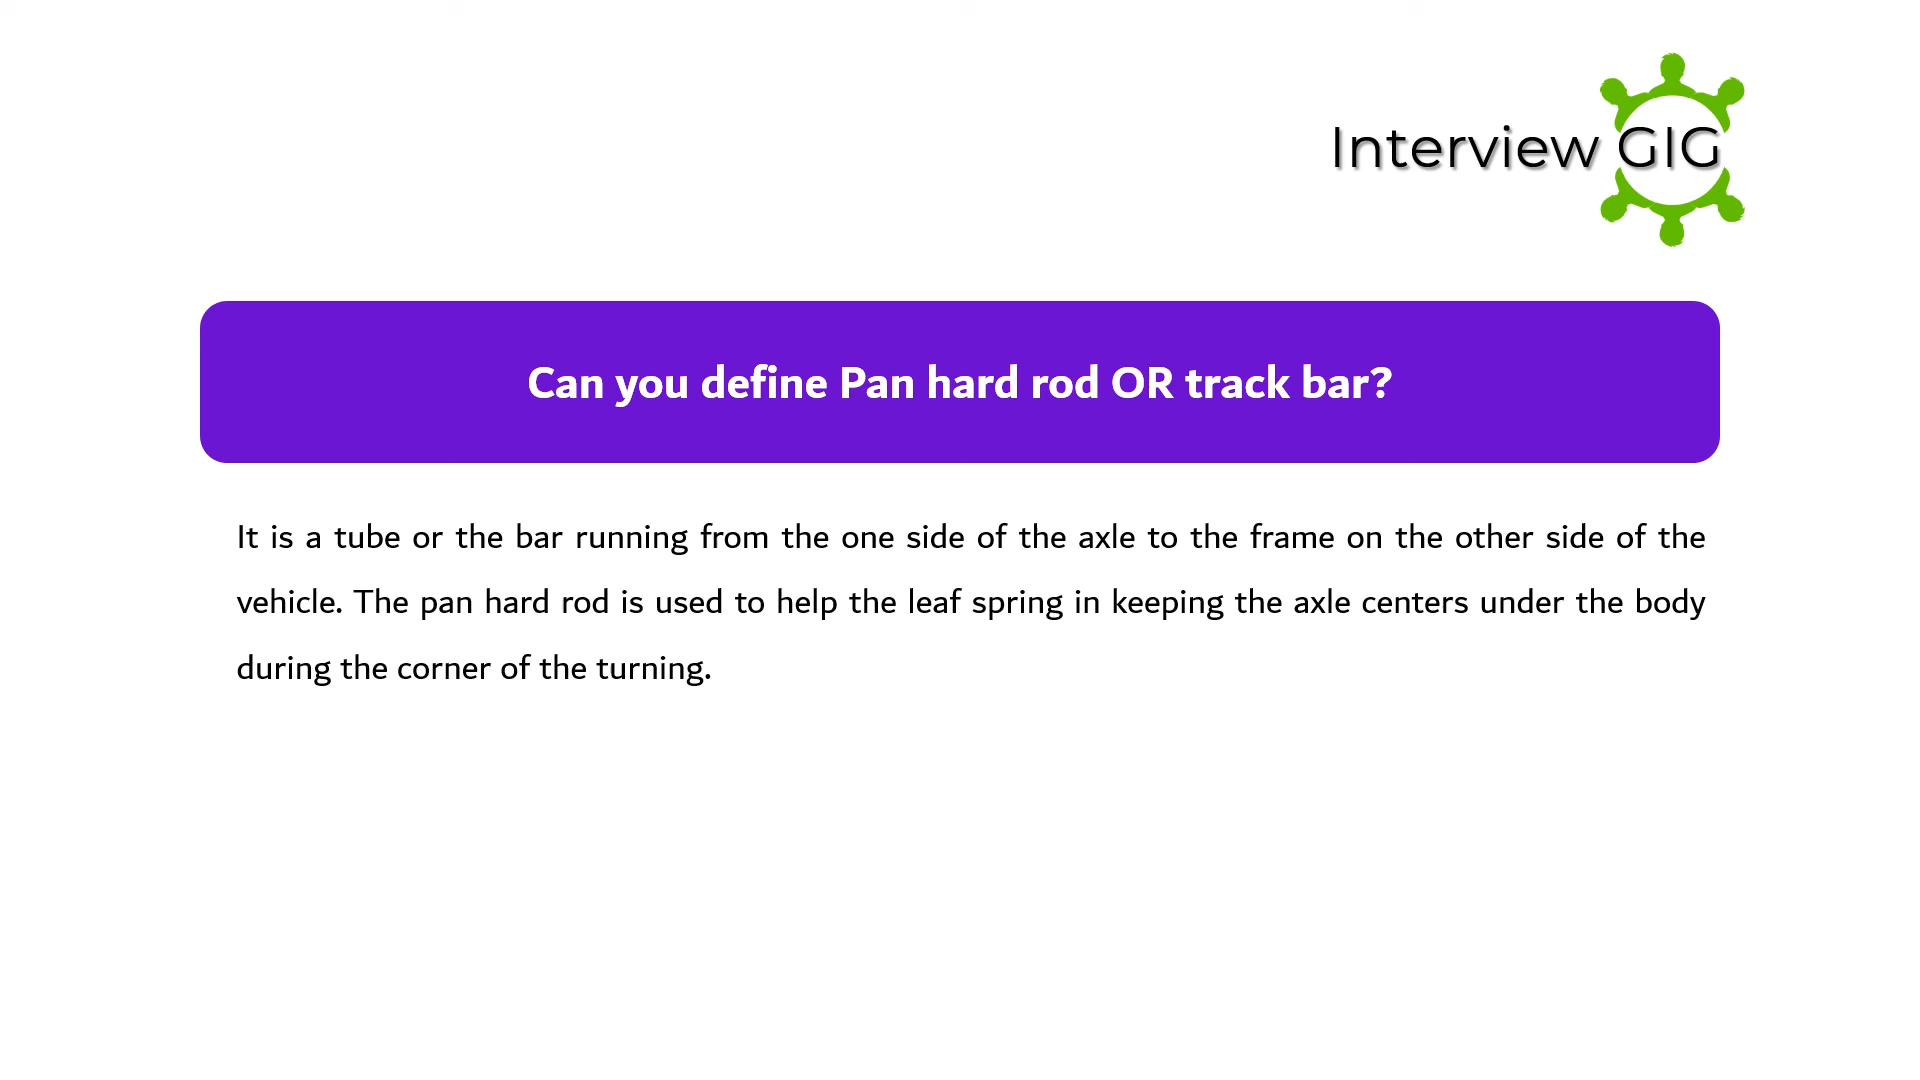 Interview GIG
Can you define Pan hard rod OR track bar?
It is a tube or the bar running from the one side of the axle to the frame on the other side of the
vehicle. The pan hard rod is used to help the leaf spring in keeping the axle centers under the body
during the corner of the turning.